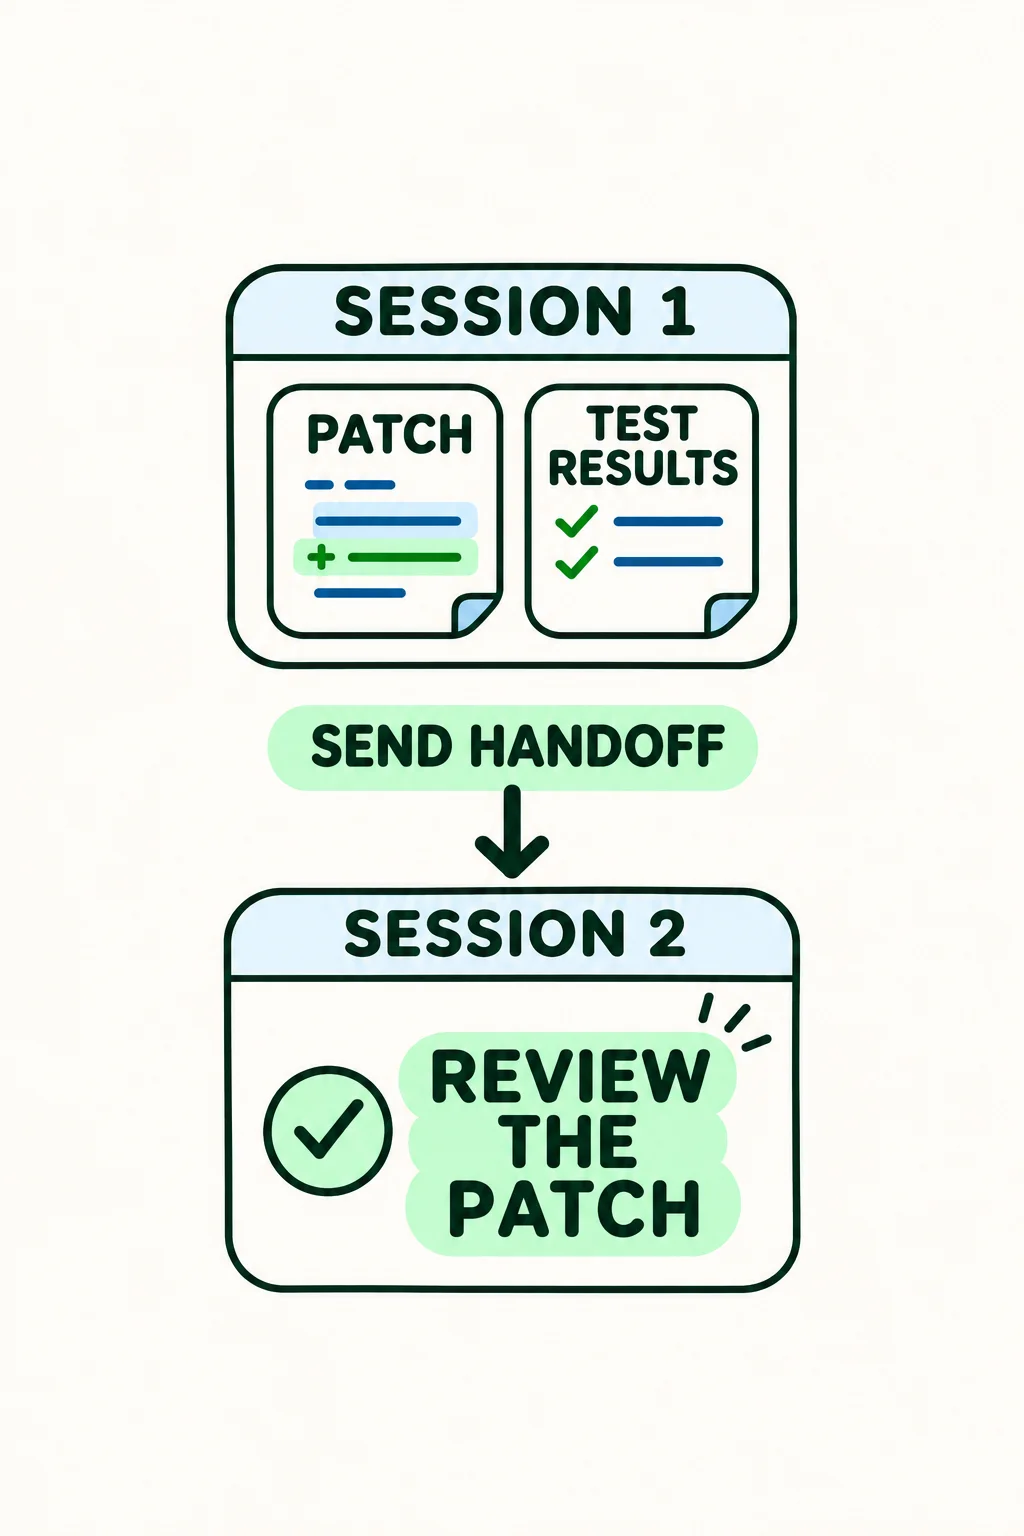 SESSION 1
PATCH
TEST
RESULTS
SEND HANDOFF
SESSION 2
REVIEW
THE
PATCH